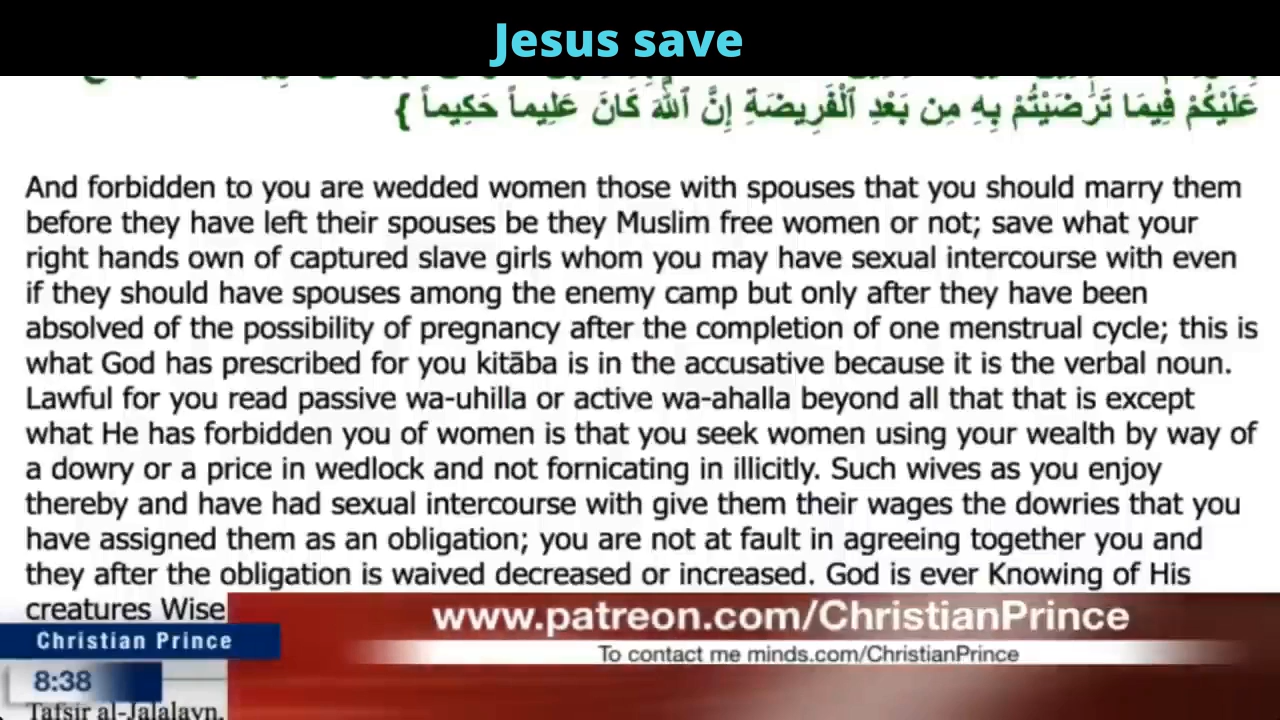 Jesus save
عَلَيْكُمْ فِيمَا تَرَٰضَيْتُمْ بِهِ مِن بَعْدِ ٱلْفَرِيضَةِ إِنَّ ٱللَّهَ كَانَ عَلِيماً حَكِيماً }
And forbidden to you are wedded women those with spouses that you should marry them
before they have left their spouses be they Muslim free women or not; save what your
right hands own of captured slave girls whom you may have sexual intercourse with even
if they should have spouses among the enemy camp but only after they have been
absolved of the possibility of pregnancy after the completion of one menstrual cycle; this is
what God has prescribed for you kitāba is in the accusative because it is the verbal noun.
Lawful for you read passive wa-uhilla or active wa-ahalla beyond all that that is except
what He has forbidden you of women is that you seek women using your wealth by way of
a dowry or a price in wedlock and not fornicating in illicitly. Such wives as you enjoy
thereby and have had sexual intercourse with give them their wages the dowries that you
have assigned them as an obligation; you are not at fault in agreeing together you and
they after the obligation is waived decreased or increased. God is ever Knowing of His
creatures Wise
www.patreon.com/ChristianPrince
Christian Prince
To contact me minds.com/ChristianPrince
8:38
Tafsir al-Jalalayn,